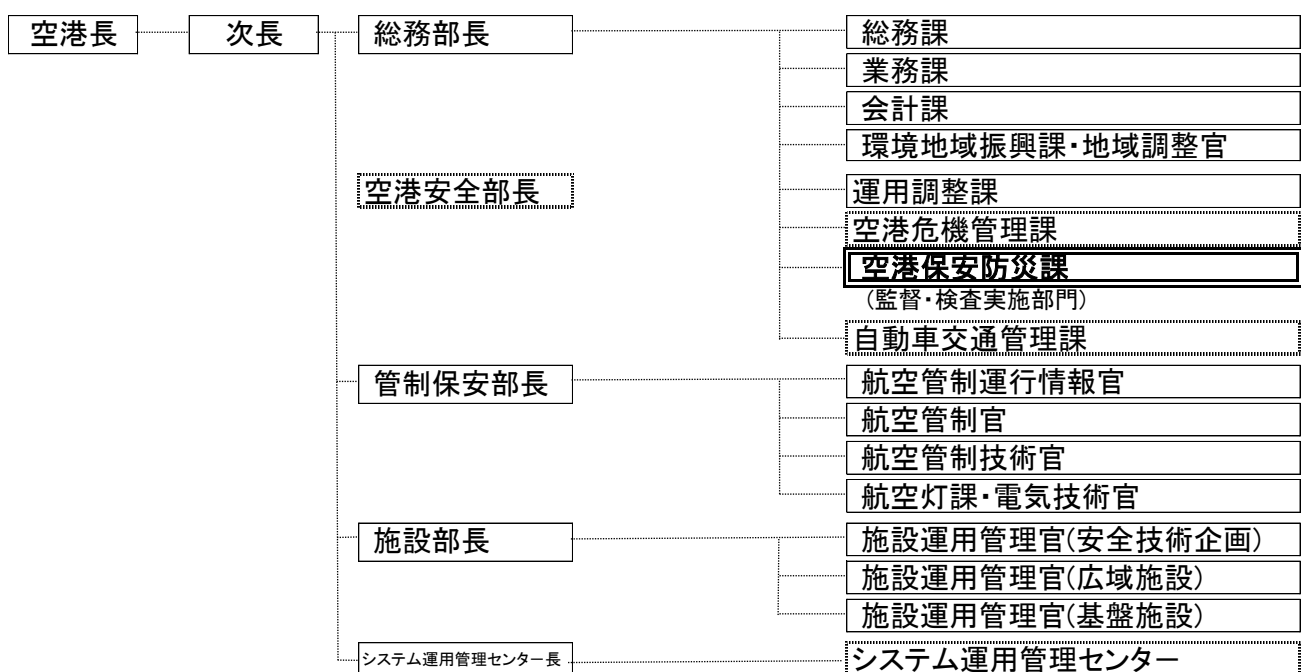 空港長
次長
総務部長
総務課
業務課
会計課
環境地域振興課・地域調整官
空港安全部長
運用調整課
空港危機管理課
空港保安防災課
(監督・検査実施部門)
自動車交通管理課
管制保安部長
航空管制運行情報官
航空管制官
航空管制技術官
航空灯課・電気技術官
施設部長
施設運用管理官(安全技術企画)
施設運用管理官(広域施設)
施設運用管理官(基盤施設)
システム運用管理センター長
システム運用管理センター